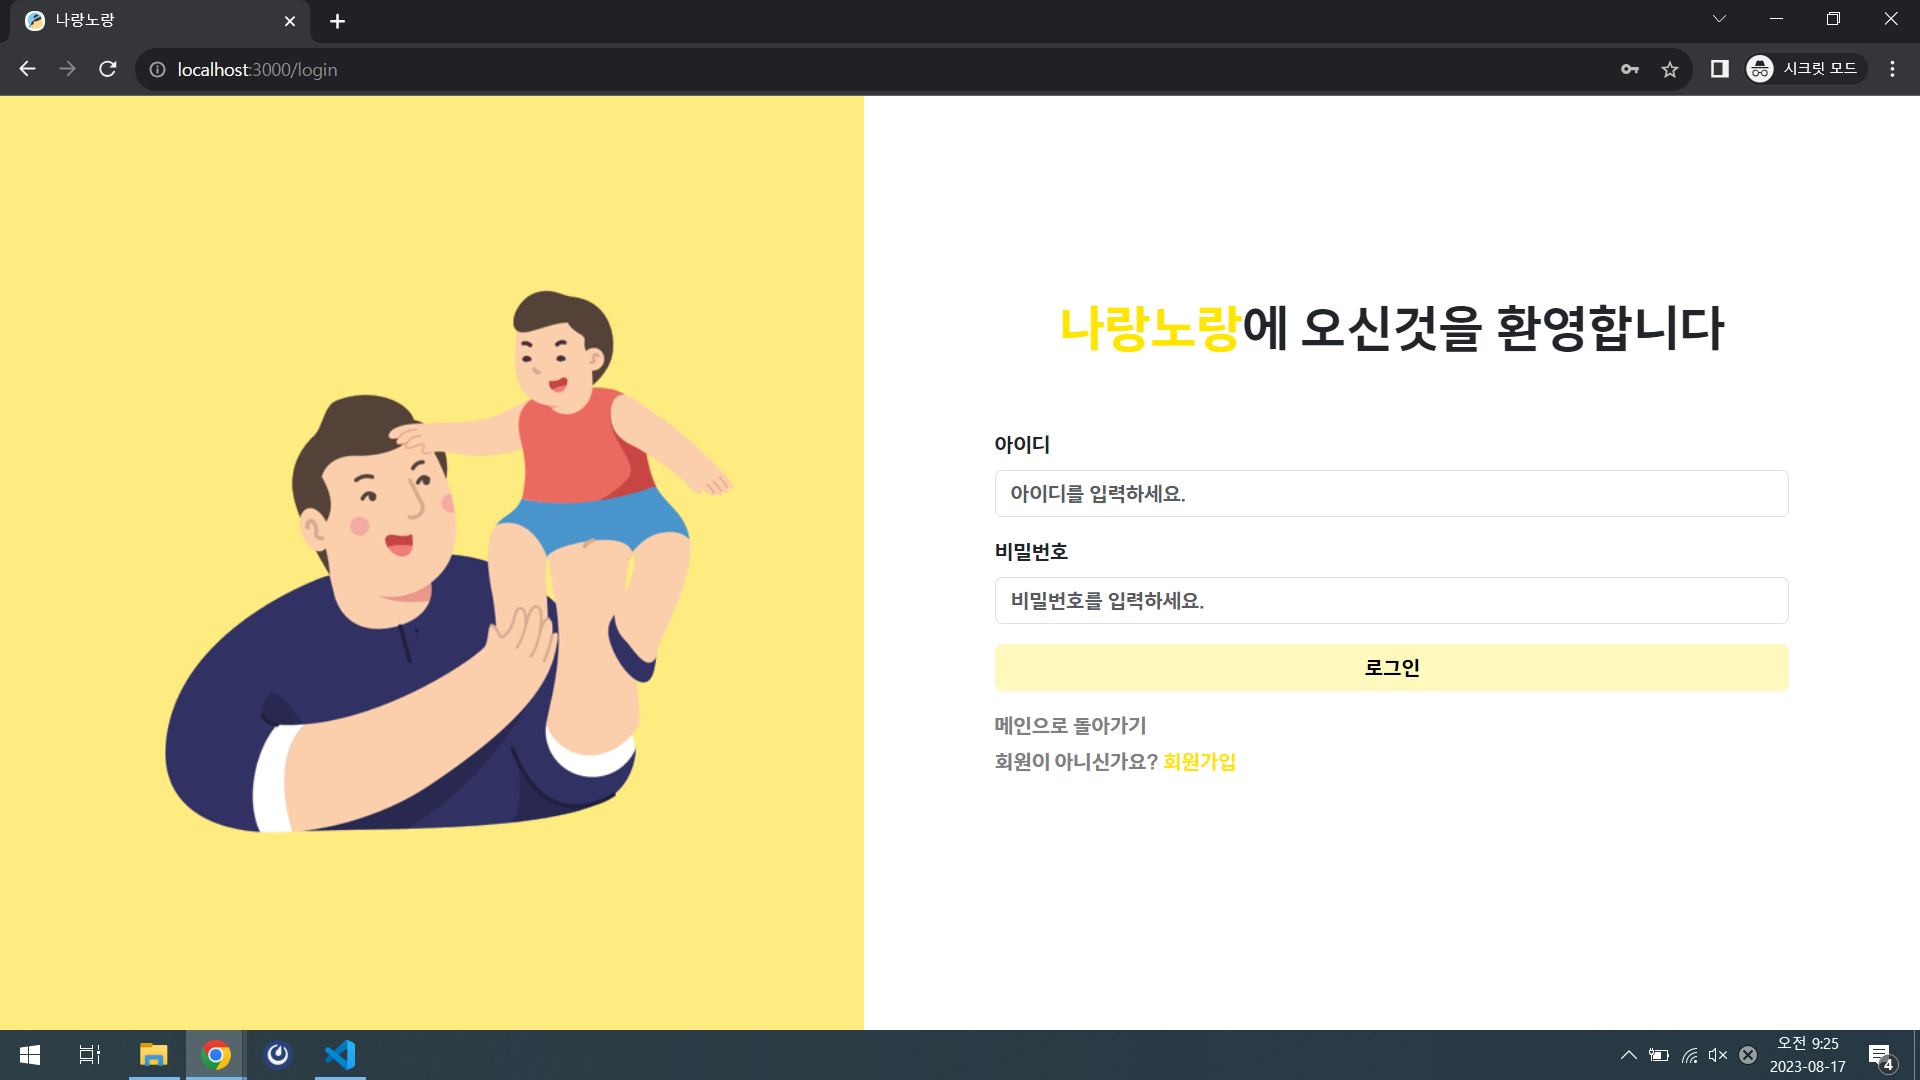 나랑노랑
localhost:3000/login
시크릿 모드
나랑노랑에 오신것을 환영합니다
아이디
아이디를 입력하세요.
비밀번호
비밀번호를 입력하세요.
로그인
메인으로 돌아가기
회원이 아니신가요? 회원가입
오전 9:25
2023-08-17
4